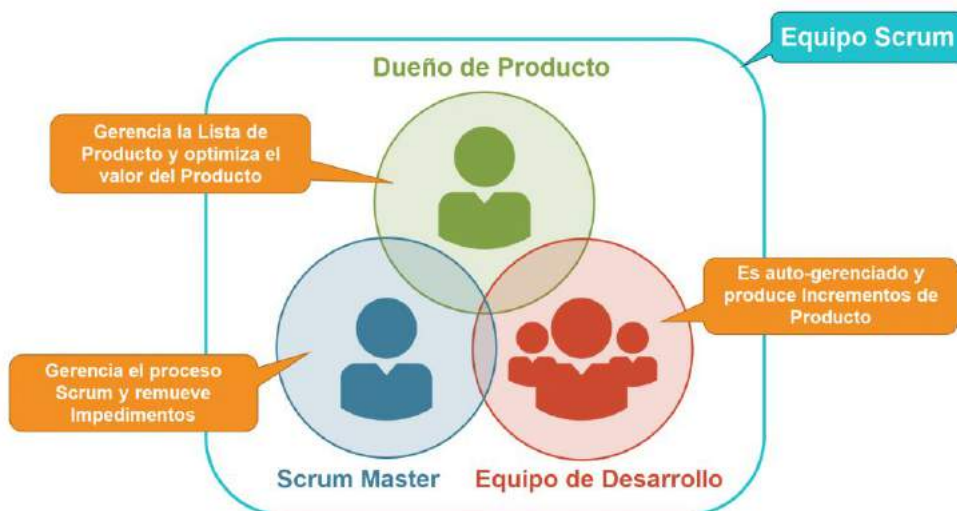 Equipo Scrum
Dueño de Producto
Gerencia la Lista de
Producto y optimiza el
valor del Producto
Es auto-gerenciado y
produce Incrementos de
Producto
Gerencia el proceso
Scrum y remueve
Impedimentos
Scrum Master
Equipo de Desarrollo